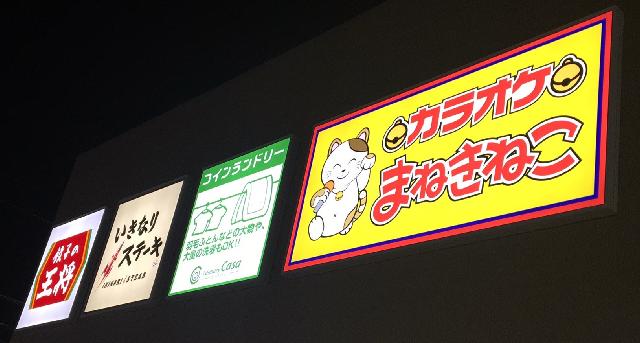 餃子の
王将
いきなり
ステーキ
コインランドリー
羽毛ふとんなどの大物や、
大量の洗濯もOK!!
Laundry Casa
カラオケ
まねきねこ